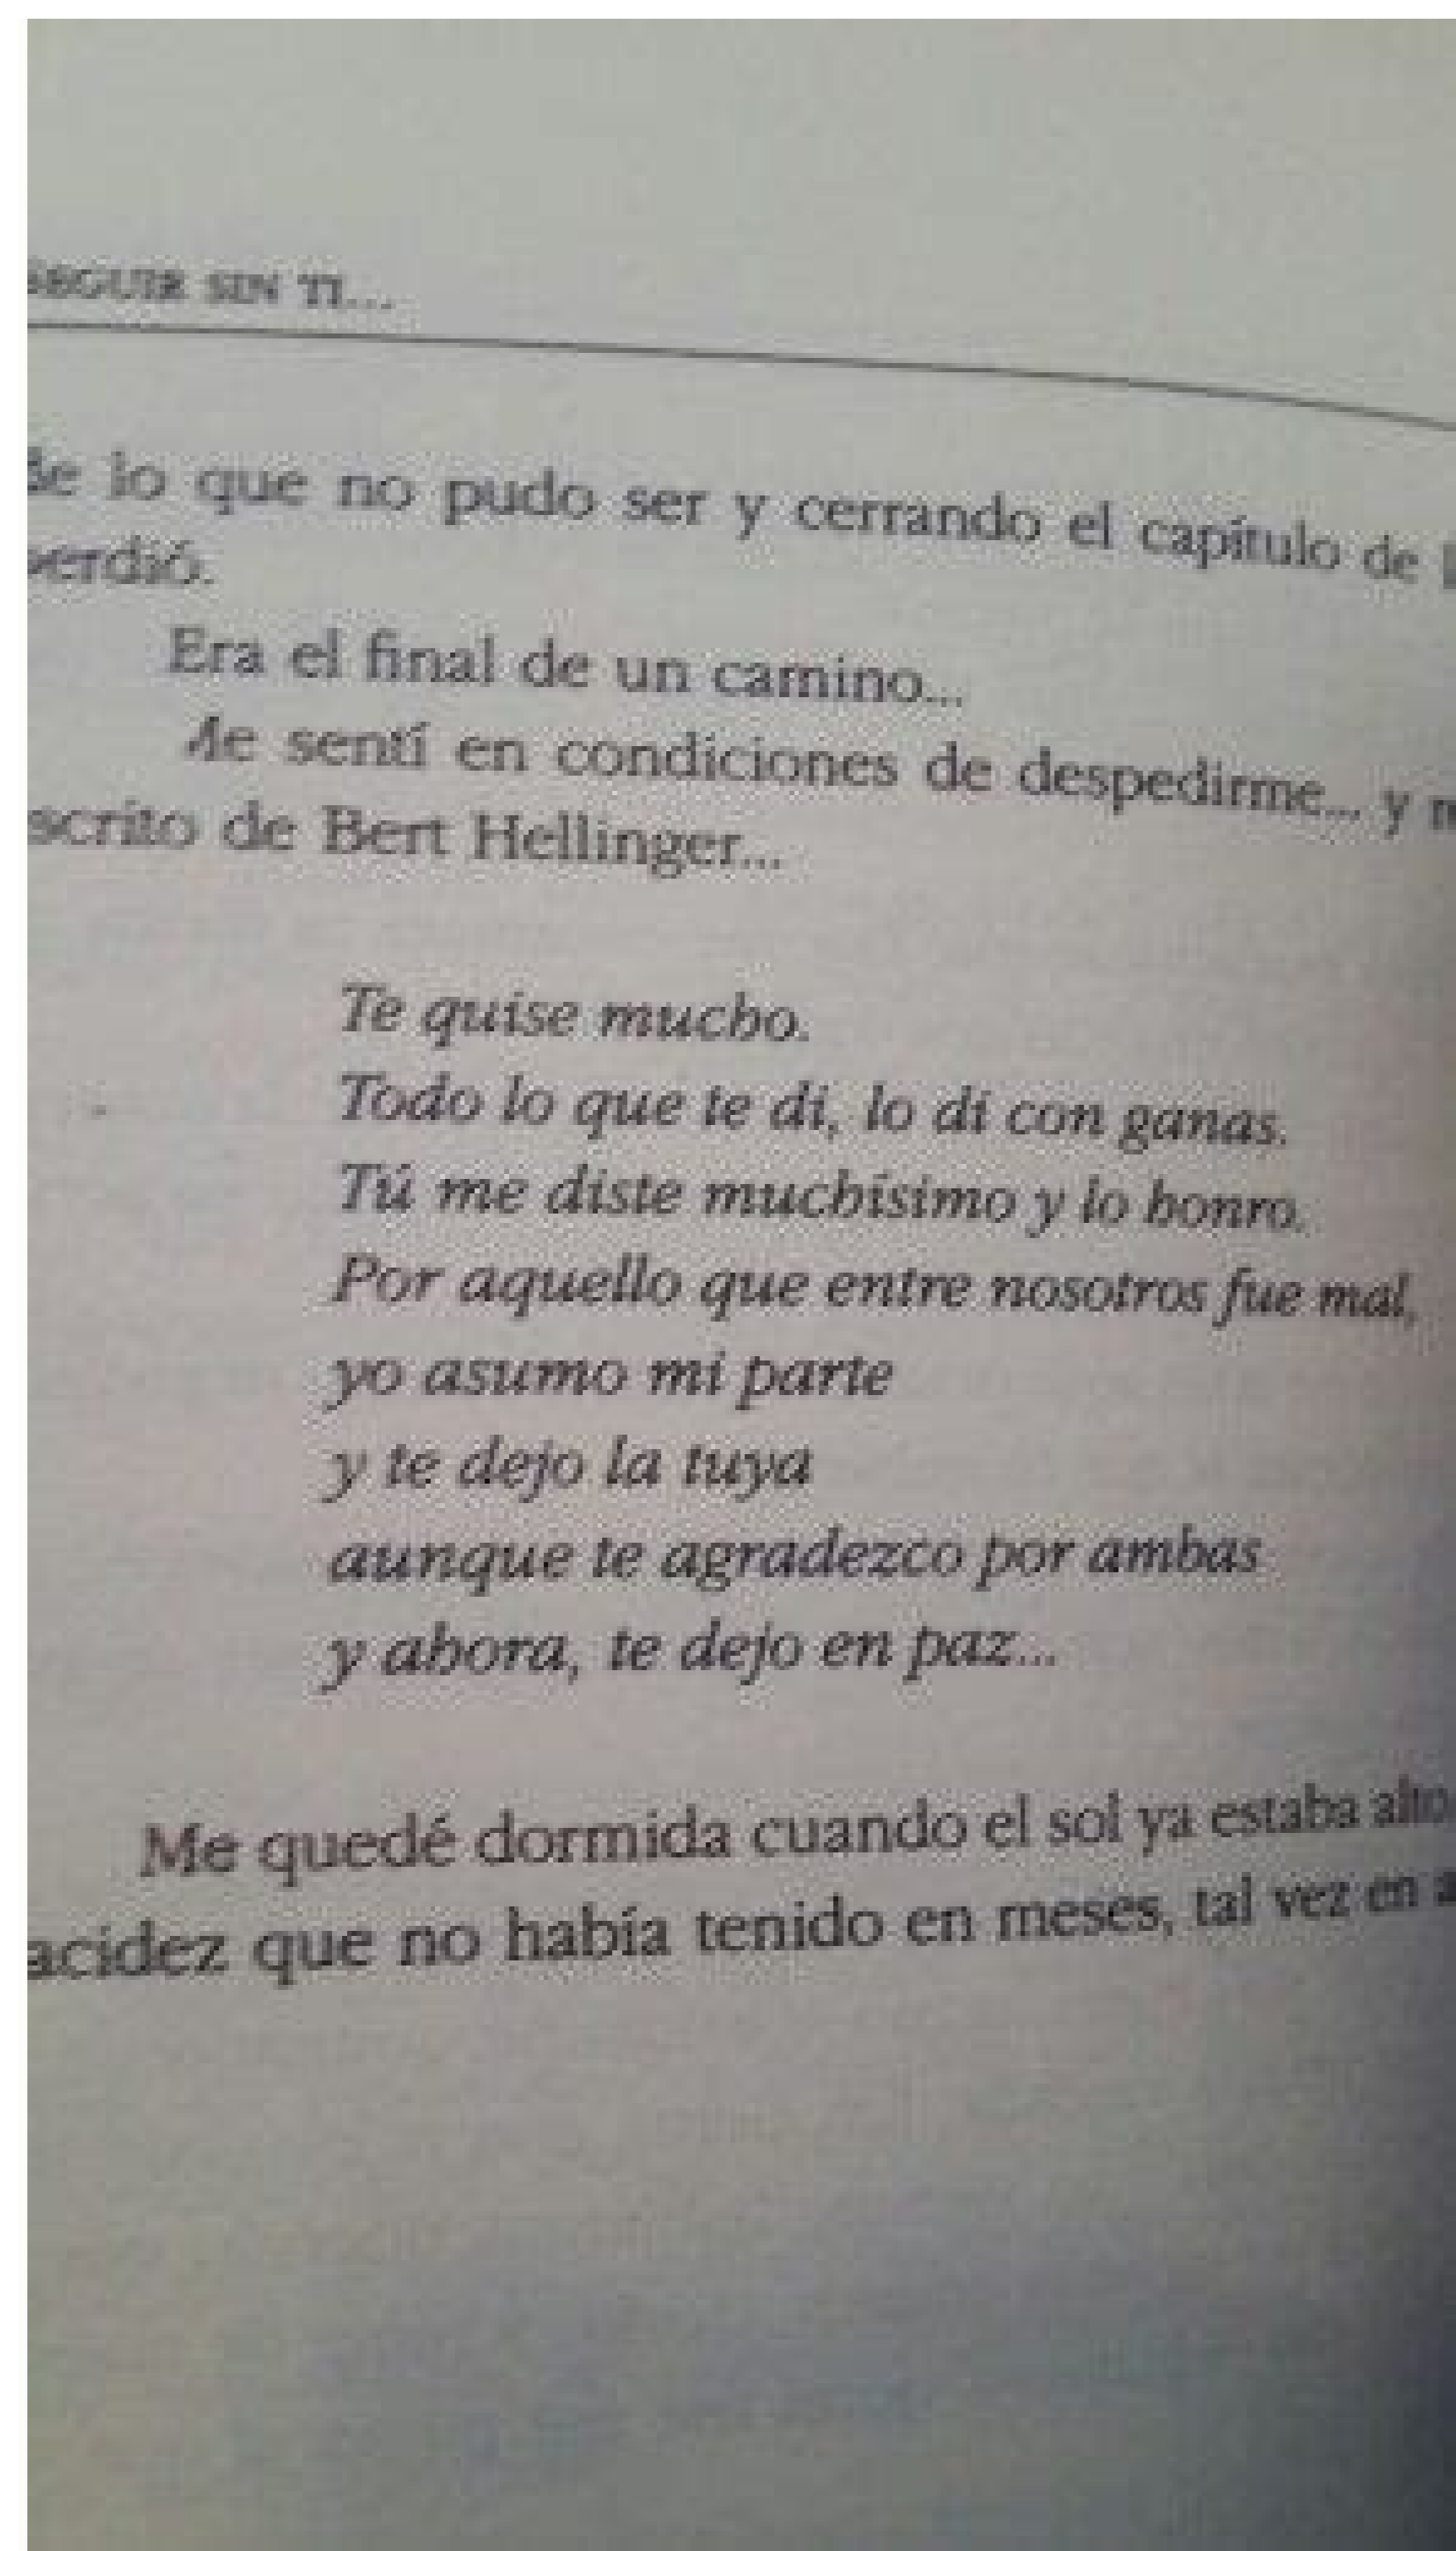 SEGUIR SIN TI...
de lo que no pudo ser y cerrando el capítulo de
perdió.
Era el final de un camino...
Me sentí en condiciones de despedirme... y
scrito de Bert Hellinger...
Te quise mucho.
Todo lo que te di, lo di con ganas.
Tú me diste muchísimo y lo honro.
Por aquello que entre nosotros fue mal,
yo asumo mi parte
y te dejo la tuya
aunque te agradezco por ambas
y ahora, te dejo en paz...
Me quedé dormida cuando el sol ya estaba alto
acidez que no había tenido en meses, tal vez en